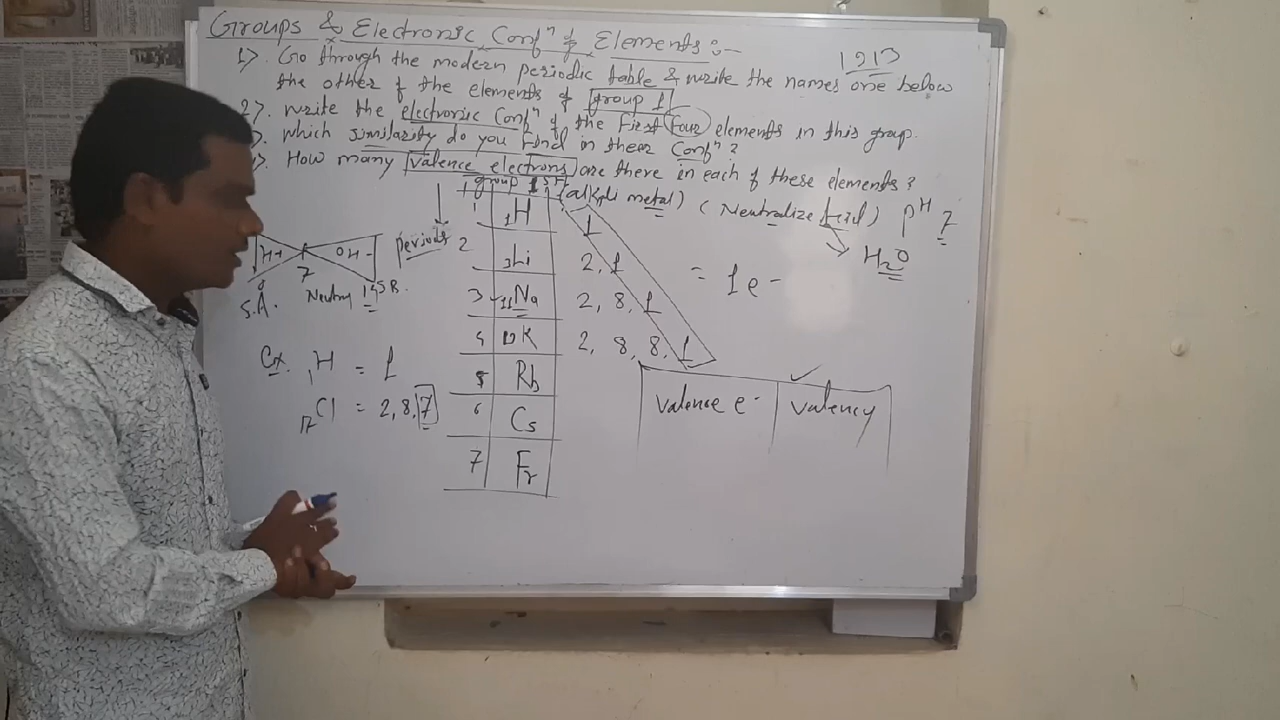 Groups & Electronic Confⁿ of Elements :-
1913
1). Go through the modern periodic table & write the names one below
the other of the elements of group 1
2). write the electronic Confⁿ of the first four elements in this group.
). which similarity do you find in their Confⁿ?
). How many valence electrons are there in each of these elements?
group 1st (alkali metal) (Neutralize Acid) PH 7
H₂O
periods
1 ₁H 1
2 ₃Li 2, 1
3 ₁₁Na 2, 8, 1
4 K 2, 8, 8, 1
5 Rb
6 Cs
7 Fr
= 1 e-
H+ OH-
7
S.A. S.B.
Ex. ₁H = 1
₁₇Cl = 2, 8, 7
valence e- valency